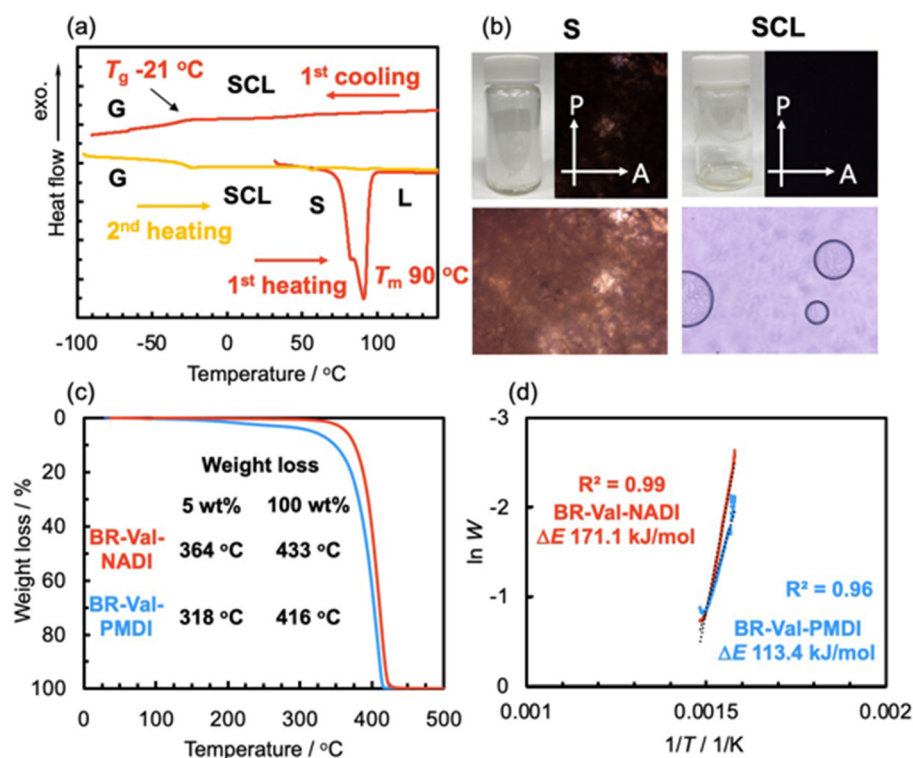 (a)
exo.
Heat flow
T_g -21 °C
SCL
1st cooling
G
G
SCL
S
L
2nd heating
1st heating
T_m 90 °C
-100 -50 0 50 100
Temperature / °C
(b)
S SCL
P
A
P
A
(c)
0
20
40
60
80
100
Weight loss / %
Weight loss
5 wt% 100 wt%
BR-Val-
NADI
364 °C 433 °C
BR-Val-
PMDI
318 °C 416 °C
0 100 200 300 400 500
Temperature / °C
(d)
-3
-2
-1
0
ln W
R² = 0.99
BR-Val-NADI
ΔE 171.1 kJ/mol
R² = 0.96
BR-Val-PMDI
ΔE 113.4 kJ/mol
0.001 0.0015 0.002
1/T / 1/K